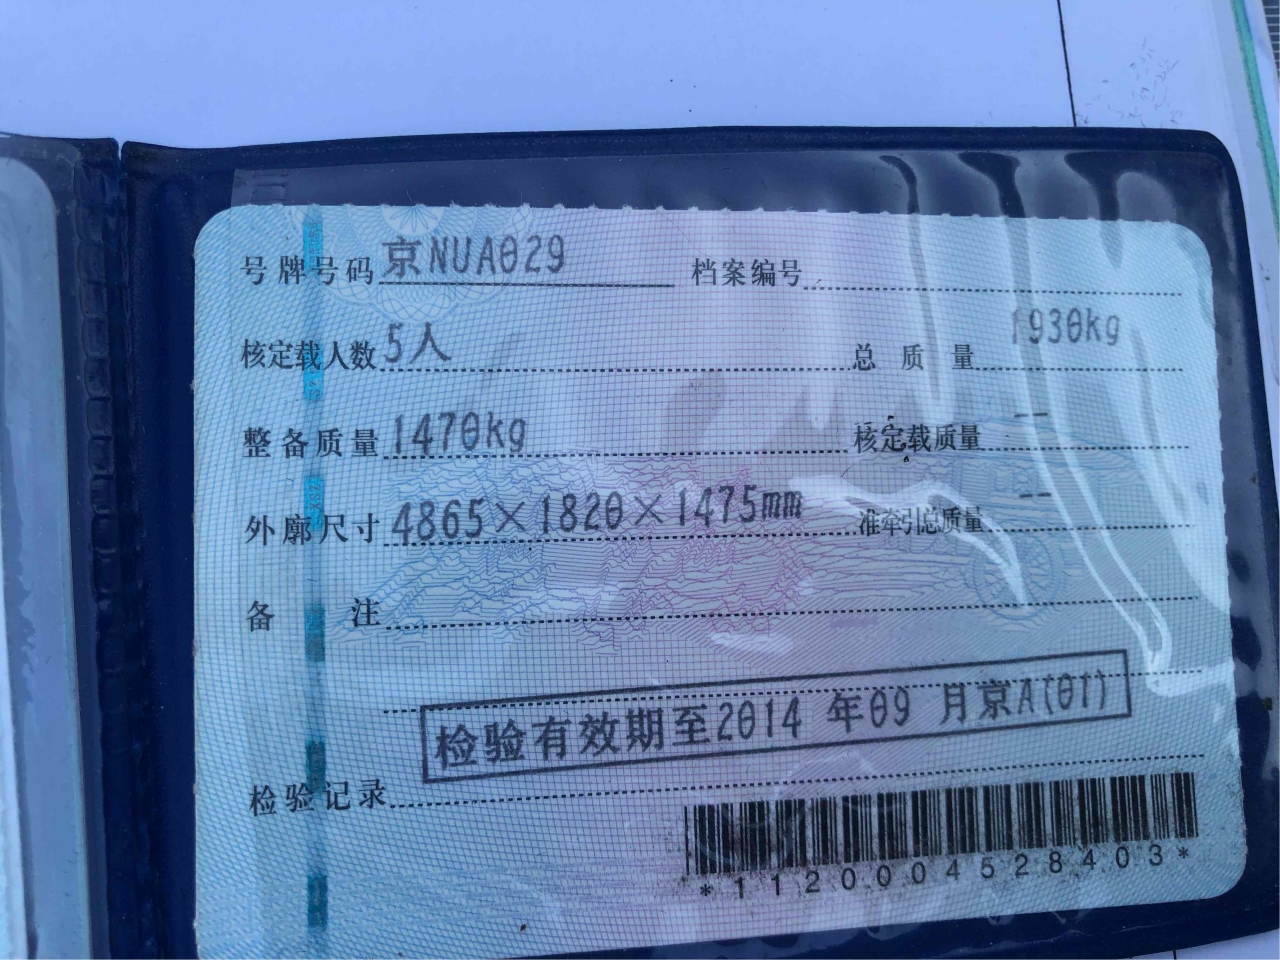 号牌号码 京NUA029 档案编号
核定载人数 5人 总质量 1930kg
整备质量 1470kg 核定载质量 --
外廓尺寸 4865×1820×1475mm 准牵引总质量 --
备注
检验有效期至2014年09月京A(01)
检验记录
*1120004528403*